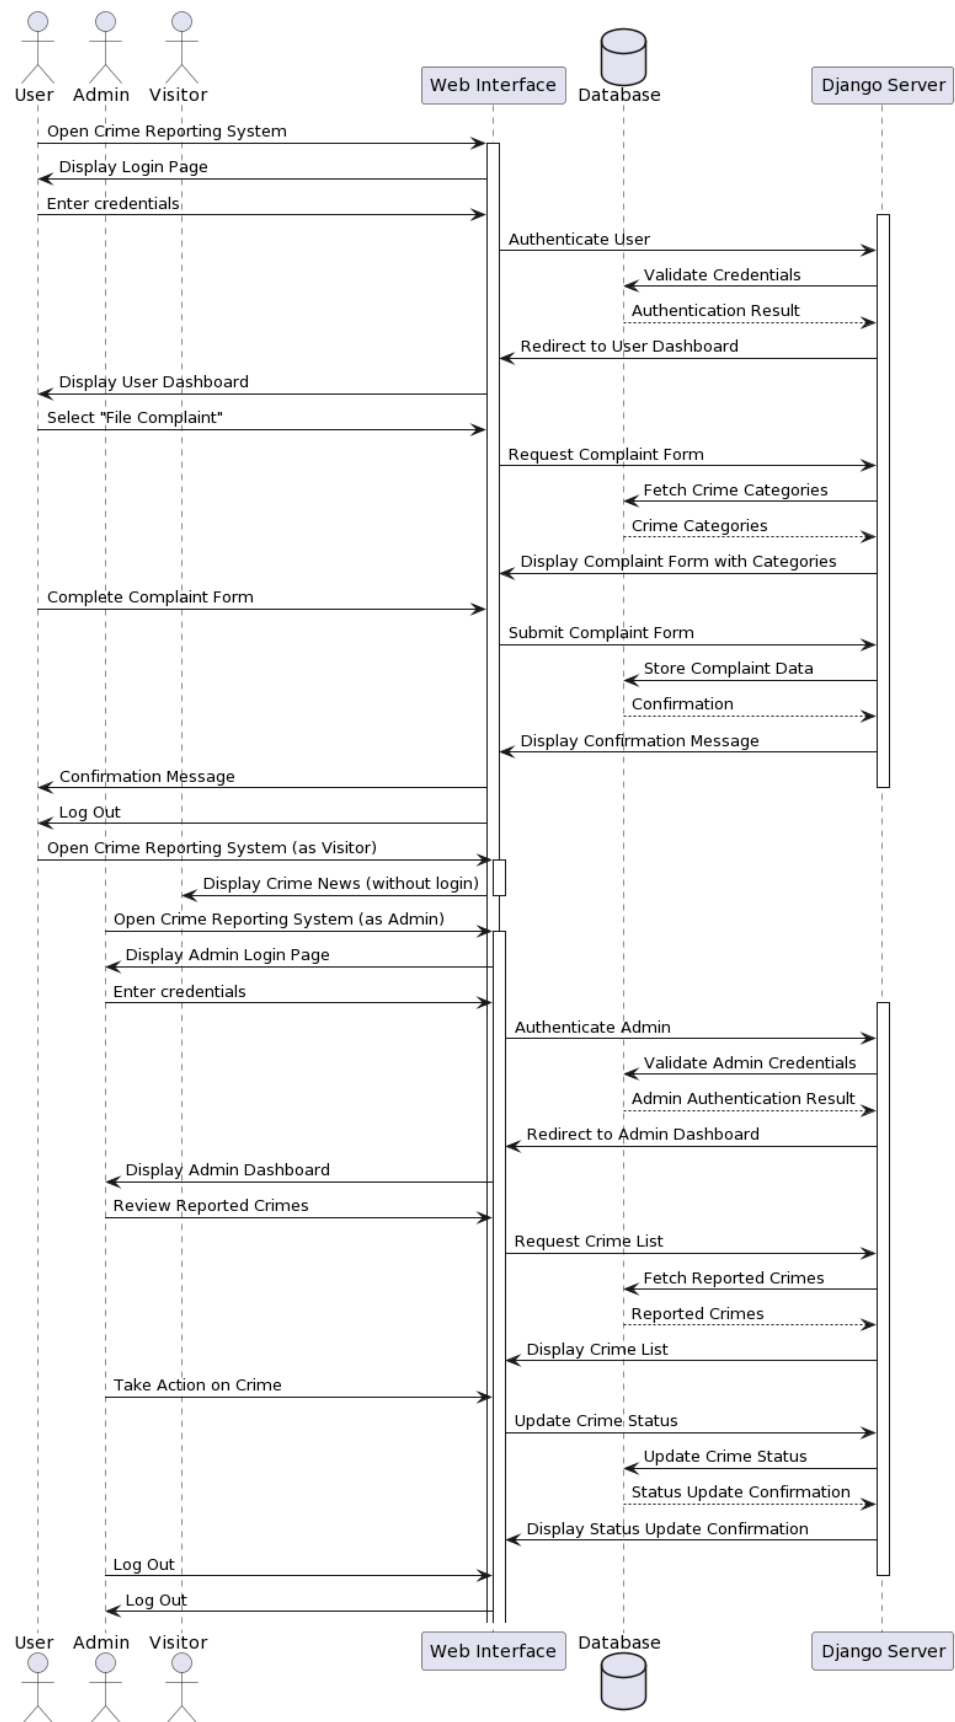 User Admin Visitor Web Interface Database Django Server
Open Crime Reporting System
Display Login Page
Enter credentials
Authenticate User
Validate Credentials
Authentication Result
Redirect to User Dashboard
Display User Dashboard
Select "File Complaint"
Request Complaint Form
Fetch Crime Categories
Crime Categories
Display Complaint Form with Categories
Complete Complaint Form
Submit Complaint Form
Store Complaint Data
Confirmation
Display Confirmation Message
Confirmation Message
Log Out
Open Crime Reporting System (as Visitor)
Display Crime News (without login)
Open Crime Reporting System (as Admin)
Display Admin Login Page
Enter credentials
Authenticate Admin
Validate Admin Credentials
Admin Authentication Result
Redirect to Admin Dashboard
Display Admin Dashboard
Review Reported Crimes
Request Crime List
Fetch Reported Crimes
Reported Crimes
Display Crime List
Take Action on Crime
Update Crime Status
Update Crime Status
Status Update Confirmation
Display Status Update Confirmation
Log Out
Log Out
User Admin Visitor Web Interface Database Django Server